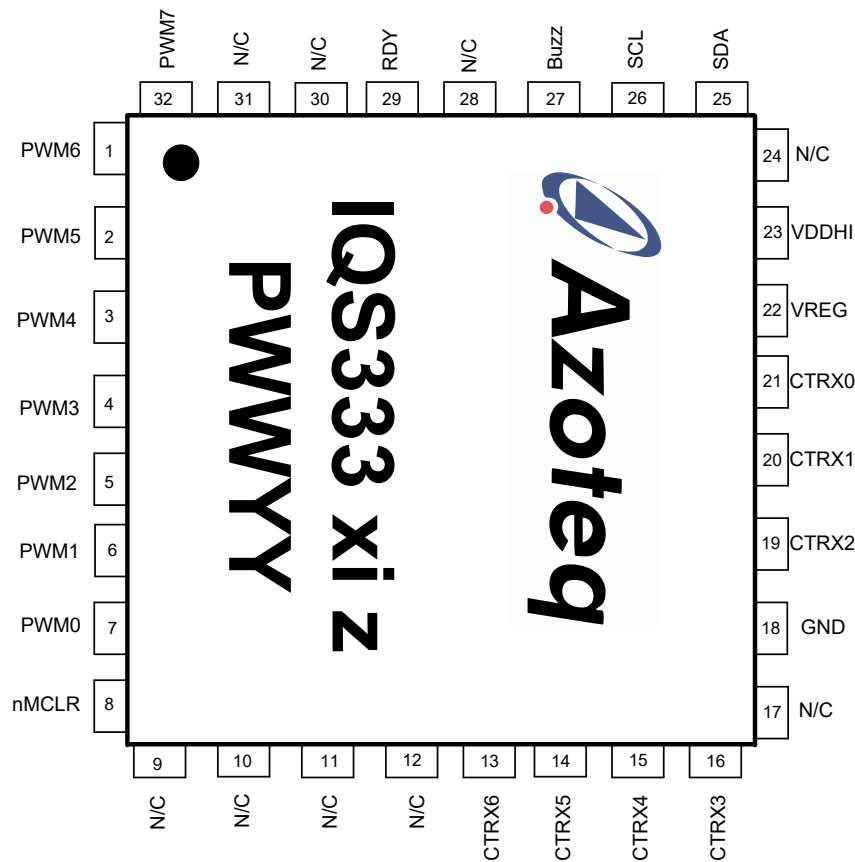 PWM7
N/C
N/C
RDY
N/C
Buzz
SCL
SDA
32
31
30
29
28
27
26
25
PWM6 1
PWM5 2
PWM4 3
PWM3 4
PWM2 5
PWM1 6
PWM0 7
nMCLR 8
Azoteq
IQS333 xi z
PWWYY
24 N/C
23 VDDHI
22 VREG
21 CTRX0
20 CTRX1
19 CTRX2
18 GND
17 N/C
9
10
11
12
13
14
15
16
N/C
N/C
N/C
N/C
CTRX6
CTRX5
CTRX4
CTRX3